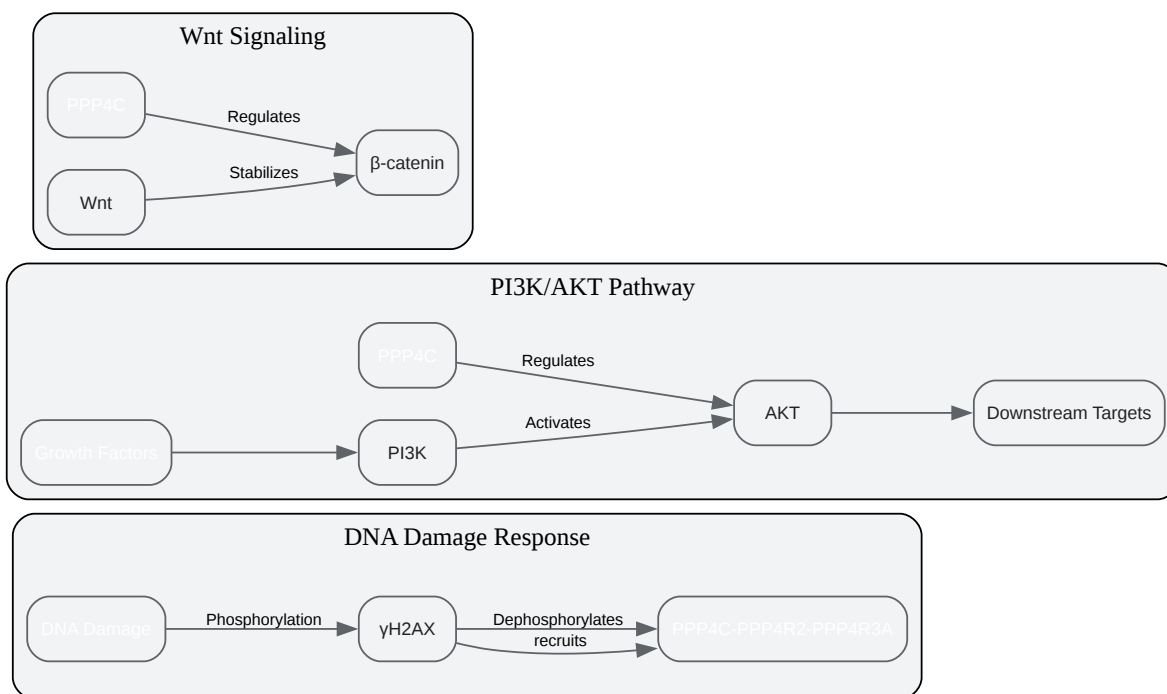 Wnt Signaling
PPP4C
Regulates
β-catenin
Stabilizes
Wnt
PI3K/AKT Pathway
PPP4C
Regulates
AKT
Downstream Targets
Activates
Growth Factors
PI3K
DNA Damage Response
DNA Damage
Phosphorylation
γH2AX
Dephosphorylates
recruits
PPP4C-PPP4R2-PPP4R3A